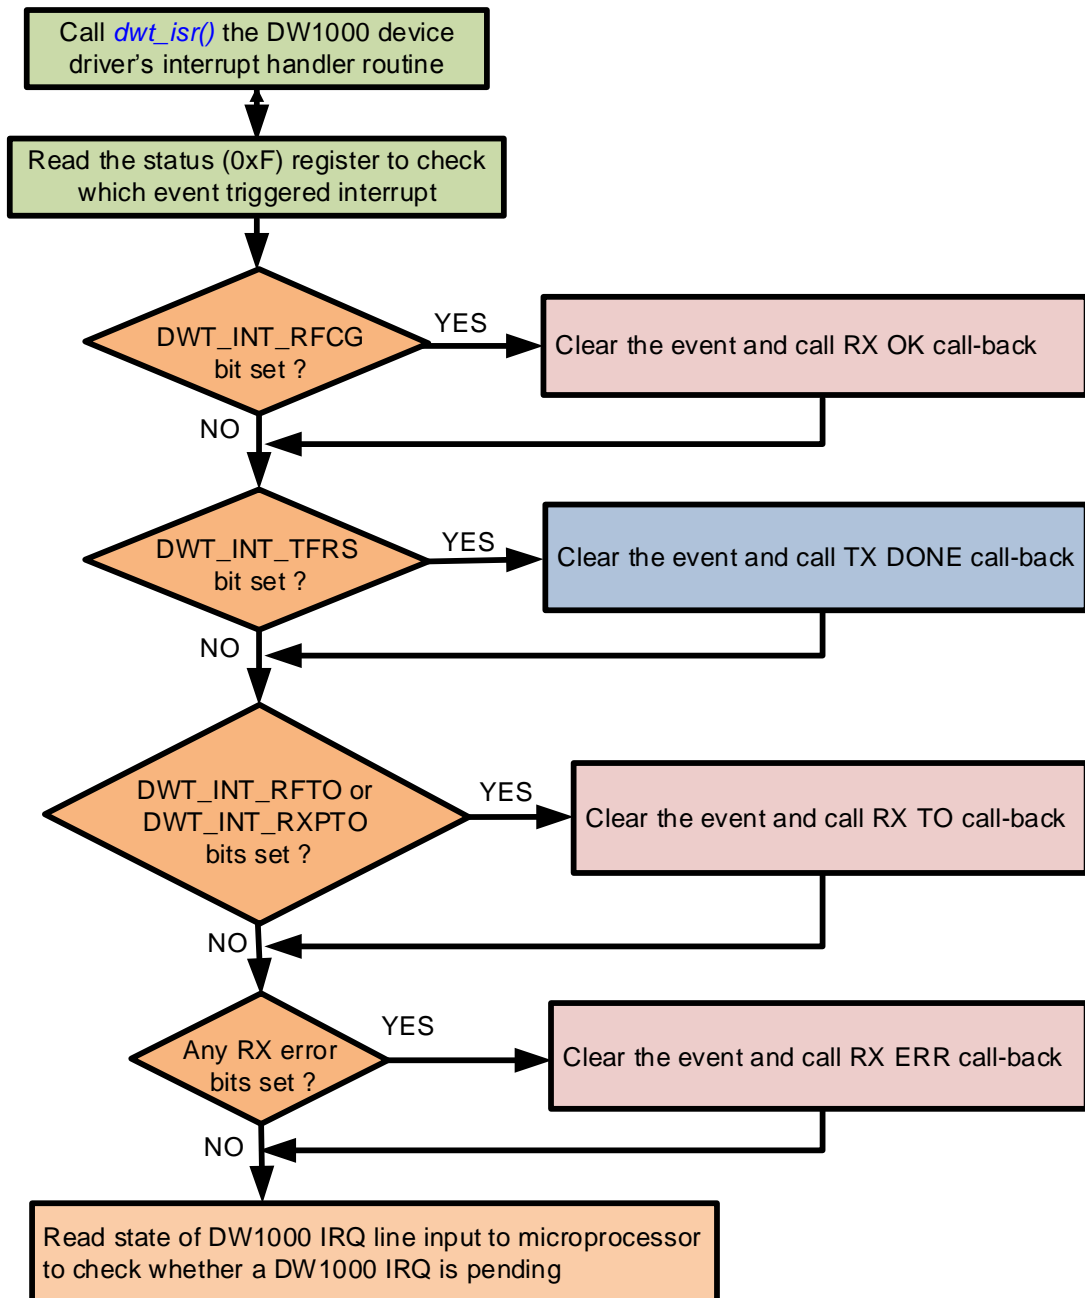 Call dwt_isr() the DW1000 device
driver's interrupt handler routine
Read the status (0xF) register to check
which event triggered interrupt
DWT_INT_RFCG
bit set ?
YES
Clear the event and call RX OK call-back
NO
DWT_INT_TFRS
bit set ?
YES
Clear the event and call TX DONE call-back
NO
DWT_INT_RFTO or
DWT_INT_RXPTO
bits set ?
YES
Clear the event and call RX TO call-back
NO
Any RX error
bits set ?
YES
Clear the event and call RX ERR call-back
NO
Read state of DW1000 IRQ line input to microprocessor
to check whether a DW1000 IRQ is pending